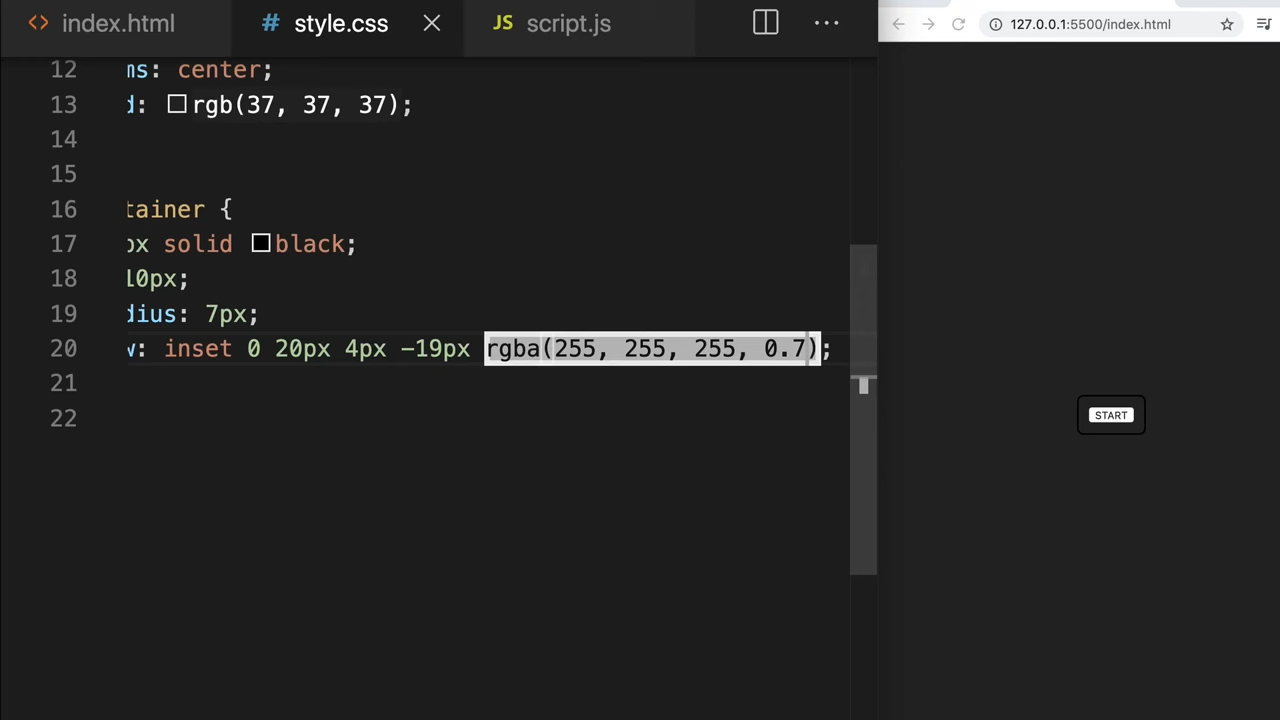 <> index.html # style.css × JS script.js ...
127.0.0.1:5500/index.html
12 ms: center;
13 d: rgb(37, 37, 37);
14
15
16 tainer {
17 px solid black;
18 10px;
19 dius: 7px;
20 w: inset 0 20px 4px -19px rgba(255, 255, 255, 0.7);
21
22
START